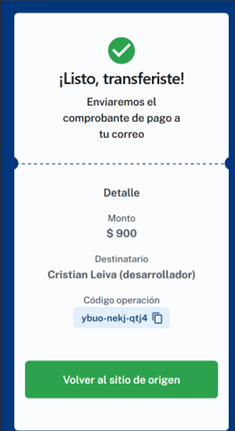 ¡Listo, transferiste!
Enviaremos el
comprobante de pago a
tu correo
Detalle
Monto
$ 900
Destinatario
Cristian Leiva (desarrollador)
Código operación
ybuo-nekj-qtj4
Volver al sitio de origen